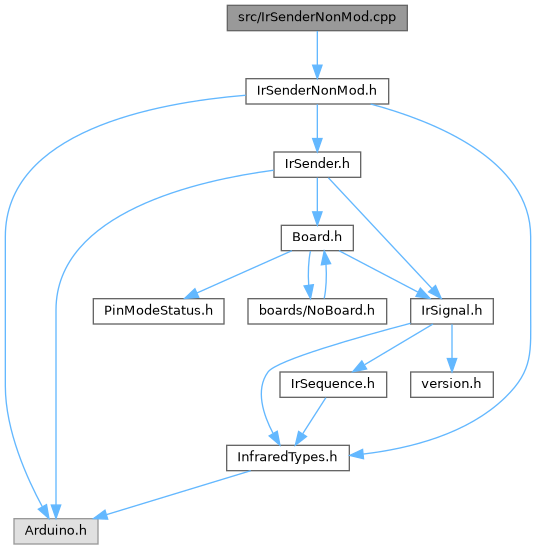 src/IrSenderNonMod.cpp
IrSenderNonMod.h
IrSender.h
Board.h
PinModeStatus.h
boards/NoBoard.h
IrSignal.h
IrSequence.h
version.h
InfraredTypes.h
Arduino.h